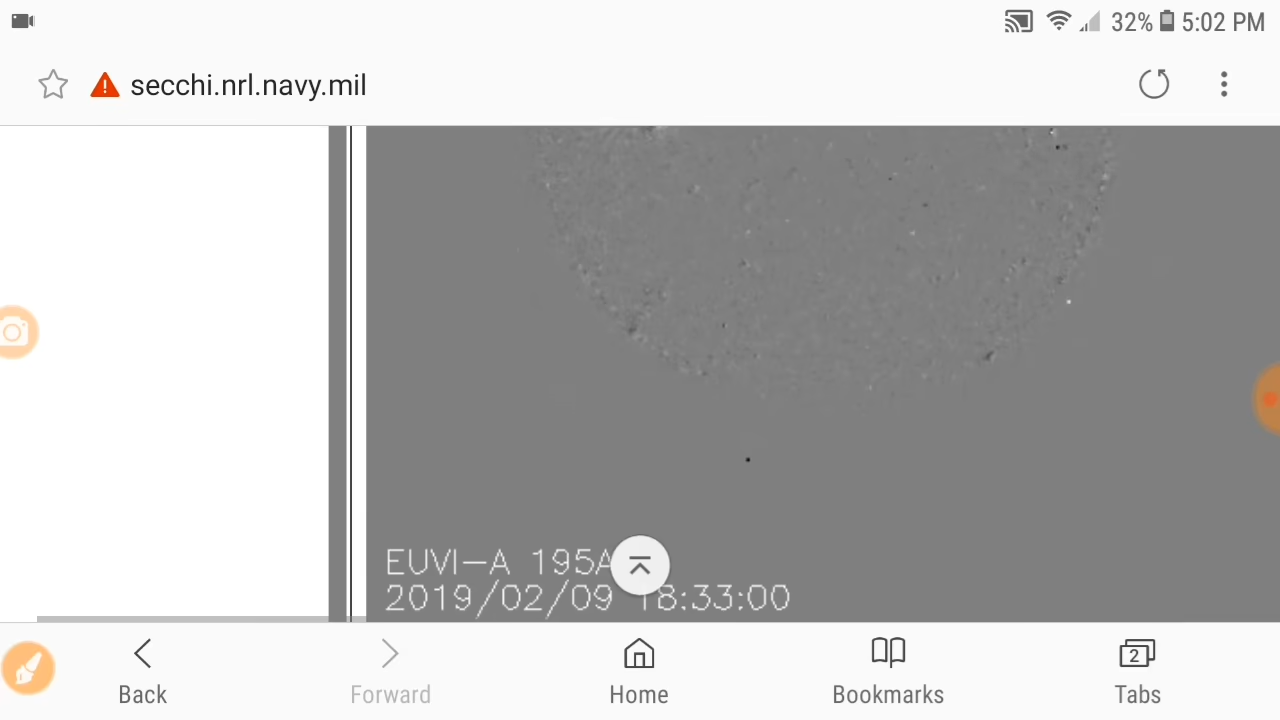 32% 5:02 PM
secchi.nrl.navy.mil
EUVI-A 195A
2019/02/09 18:33:00
Back Forward Home Bookmarks 2 Tabs